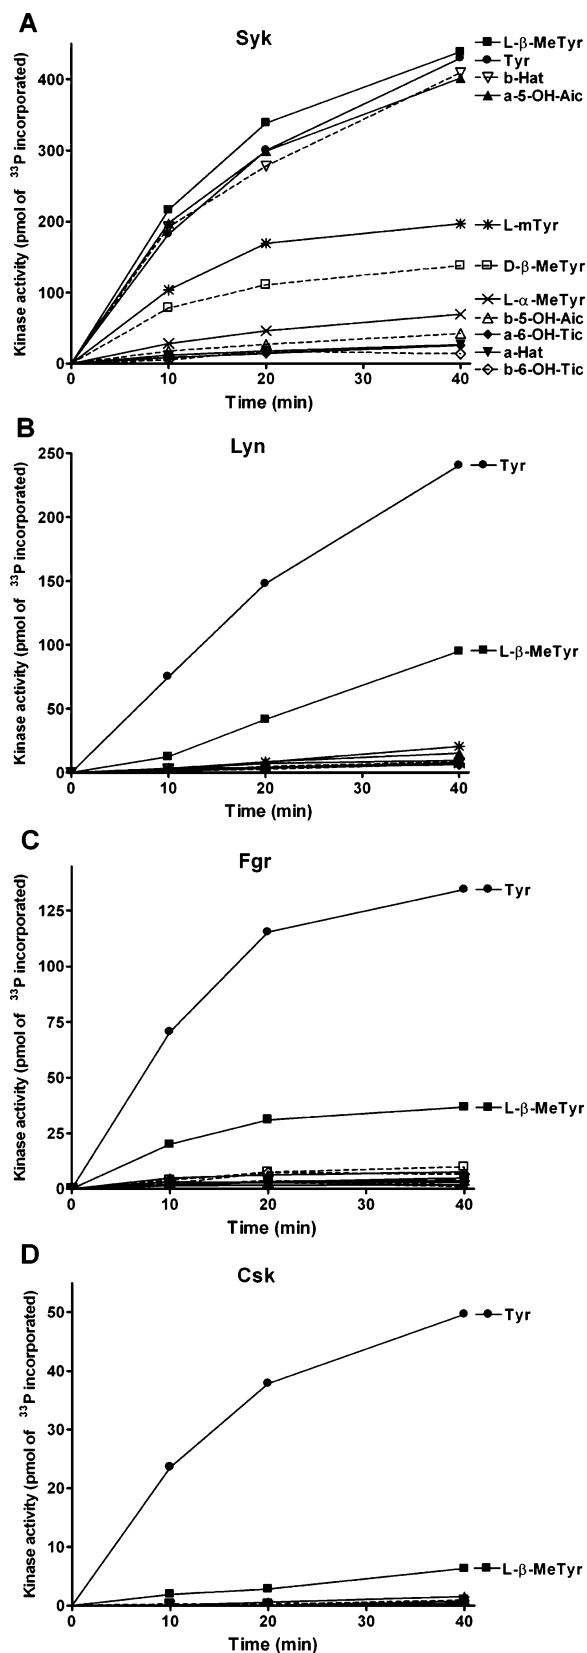 A
Syk
Kinase activity (pmol of ³³P incorporated)
400
300
200
100
0
0 10 20 30 40
Time (min)
L-β-MeTyr
Tyr
b-Hat
a-5-OH-Aic
L-mTyr
D-β-MeTyr
L-α-MeTyr
b-5-OH-Aic
a-6-OH-Tic
a-Hat
b-6-OH-Tic
B
Lyn
Kinase activity (pmol of ³³P incorporated)
250
200
150
100
50
0
0 10 20 30 40
Time (min)
Tyr
L-β-MeTyr
C
Fgr
Kinase activity (pmol of ³³P incorporated)
125
100
75
50
25
0
0 10 20 30 40
Time (min)
Tyr
L-β-MeTyr
D
Csk
Kinase activity (pmol of ³³P incorporated)
50
40
30
20
10
0
0 10 20 30 40
Time (min)
Tyr
L-β-MeTyr